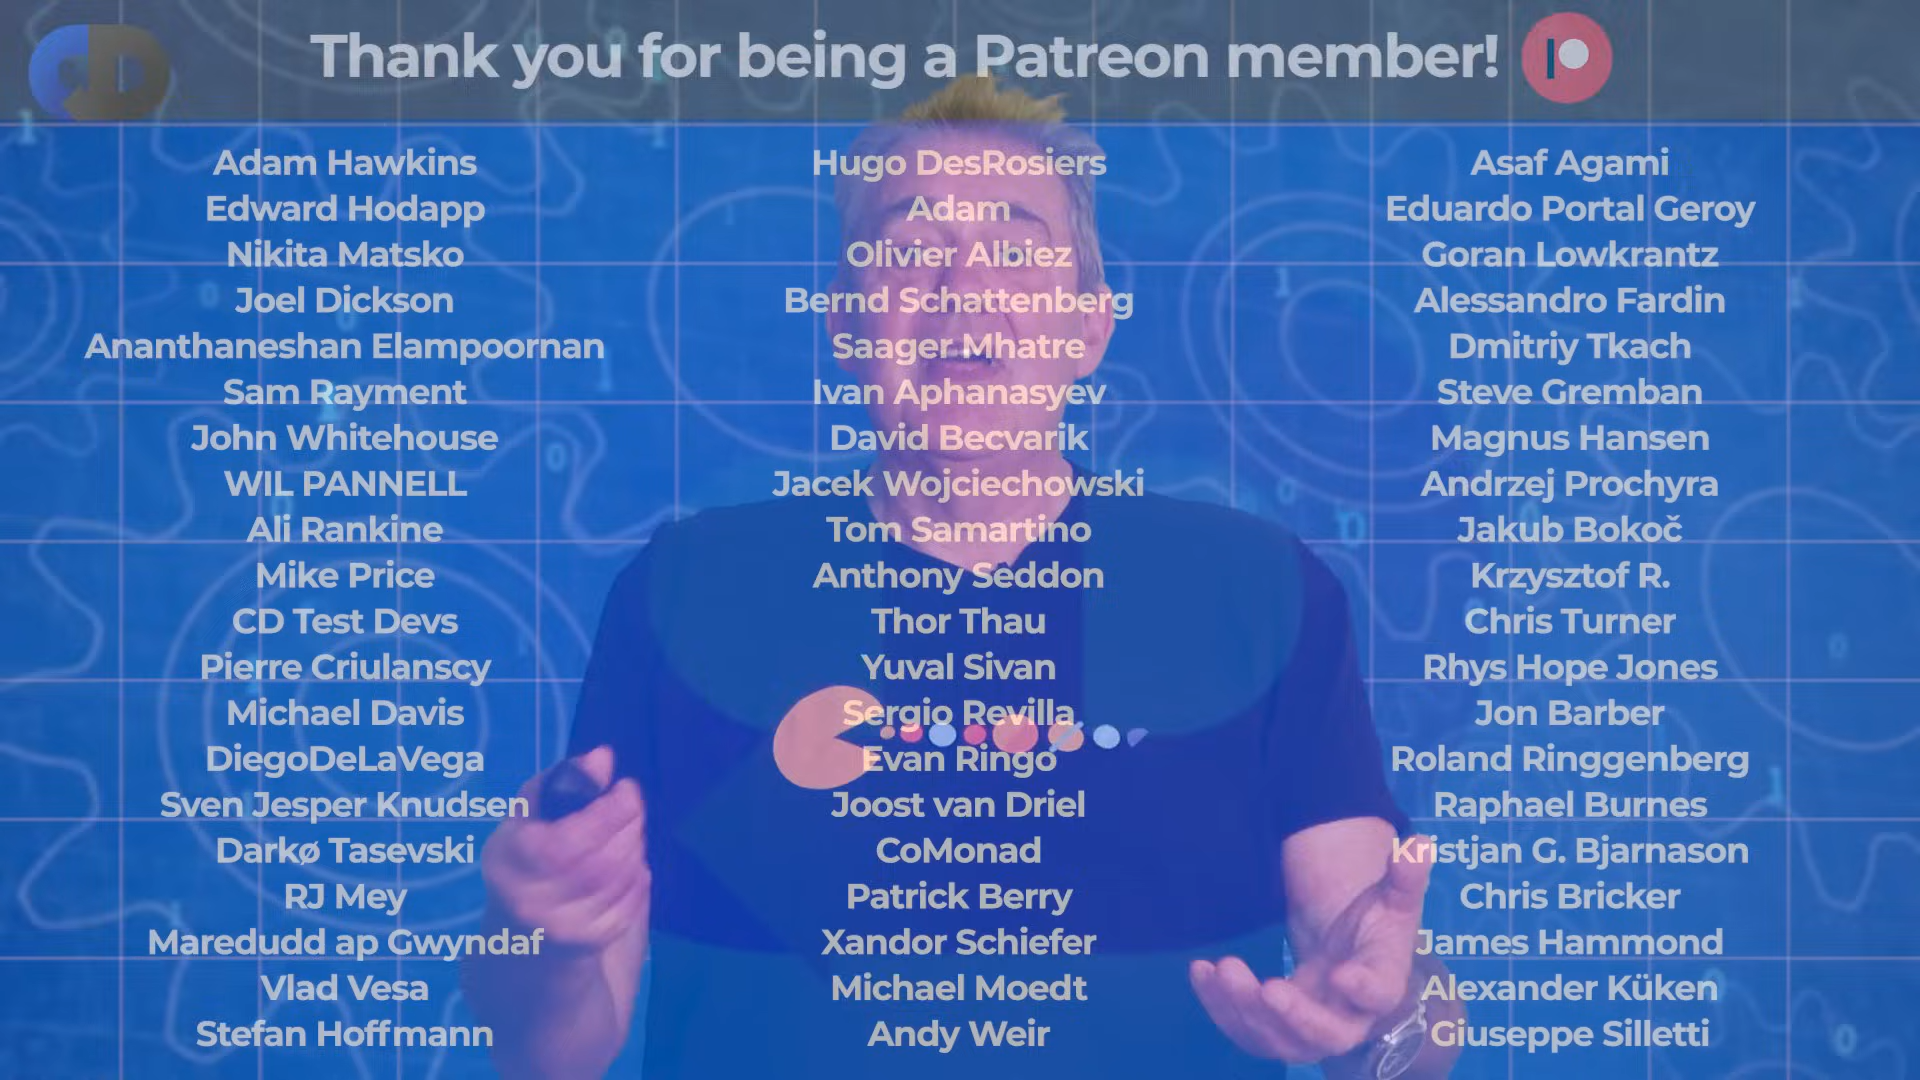 Thank you for being a Patreon member!
Adam Hawkins
Edward Hodapp
Nikita Matsko
Joel Dickson
Ananthaneshan Elampoornan
Sam Rayment
John Whitehouse
WIL PANNELL
Ali Rankine
Mike Price
CD Test Devs
Pierre Criulanscy
Michael Davis
DiegoDeLaVega
Sven Jesper Knudsen
Darkø Tasevski
RJ Mey
Maredudd ap Gwyndaf
Vlad Vesa
Stefan Hoffmann
Hugo DesRosiers
Adam
Olivier Albiez
Bernd Schattenberg
Saager Mhatre
Ivan Aphanasyev
David Becvarik
Jacek Wojciechowski
Tom Samartino
Anthony Seddon
Thor Thau
Yuval Sivan
Sergio Revilla
Evan Ringo
Joost van Driel
CoMonad
Patrick Berry
Xandor Schiefer
Michael Moedt
Andy Weir
Asaf Agami
Eduardo Portal Geroy
Goran Lowkrantz
Alessandro Fardin
Dmitriy Tkach
Steve Gremban
Magnus Hansen
Andrzej Prochyra
Jakub Bokoč
Krzysztof R.
Chris Turner
Rhys Hope Jones
Jon Barber
Roland Ringgenberg
Raphael Burnes
Kristjan G. Bjarnason
Chris Bricker
James Hammond
Alexander Küken
Giuseppe Silletti